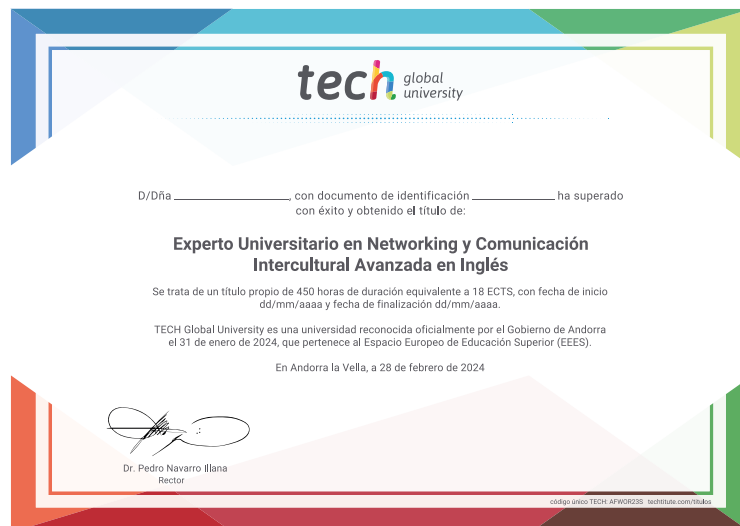 tech global
university
D/Dña ____________________, con documento de identificación ______________ ha superado
con éxito y obtenido el título de:
Experto Universitario en Networking y Comunicación
Intercultural Avanzada en Inglés
Se trata de un título propio de 450 horas de duración equivalente a 18 ECTS, con fecha de inicio
dd/mm/aaaa y fecha de finalización dd/mm/aaaa.
TECH Global University es una universidad reconocida oficialmente por el Gobierno de Andorra
el 31 de enero de 2024, que pertenece al Espacio Europeo de Educación Superior (EEES).
En Andorra la Vella, a 28 de febrero de 2024
Dr. Pedro Navarro Illana
Rector
código único TECH: AFWOR23S techtitute.com/titulos